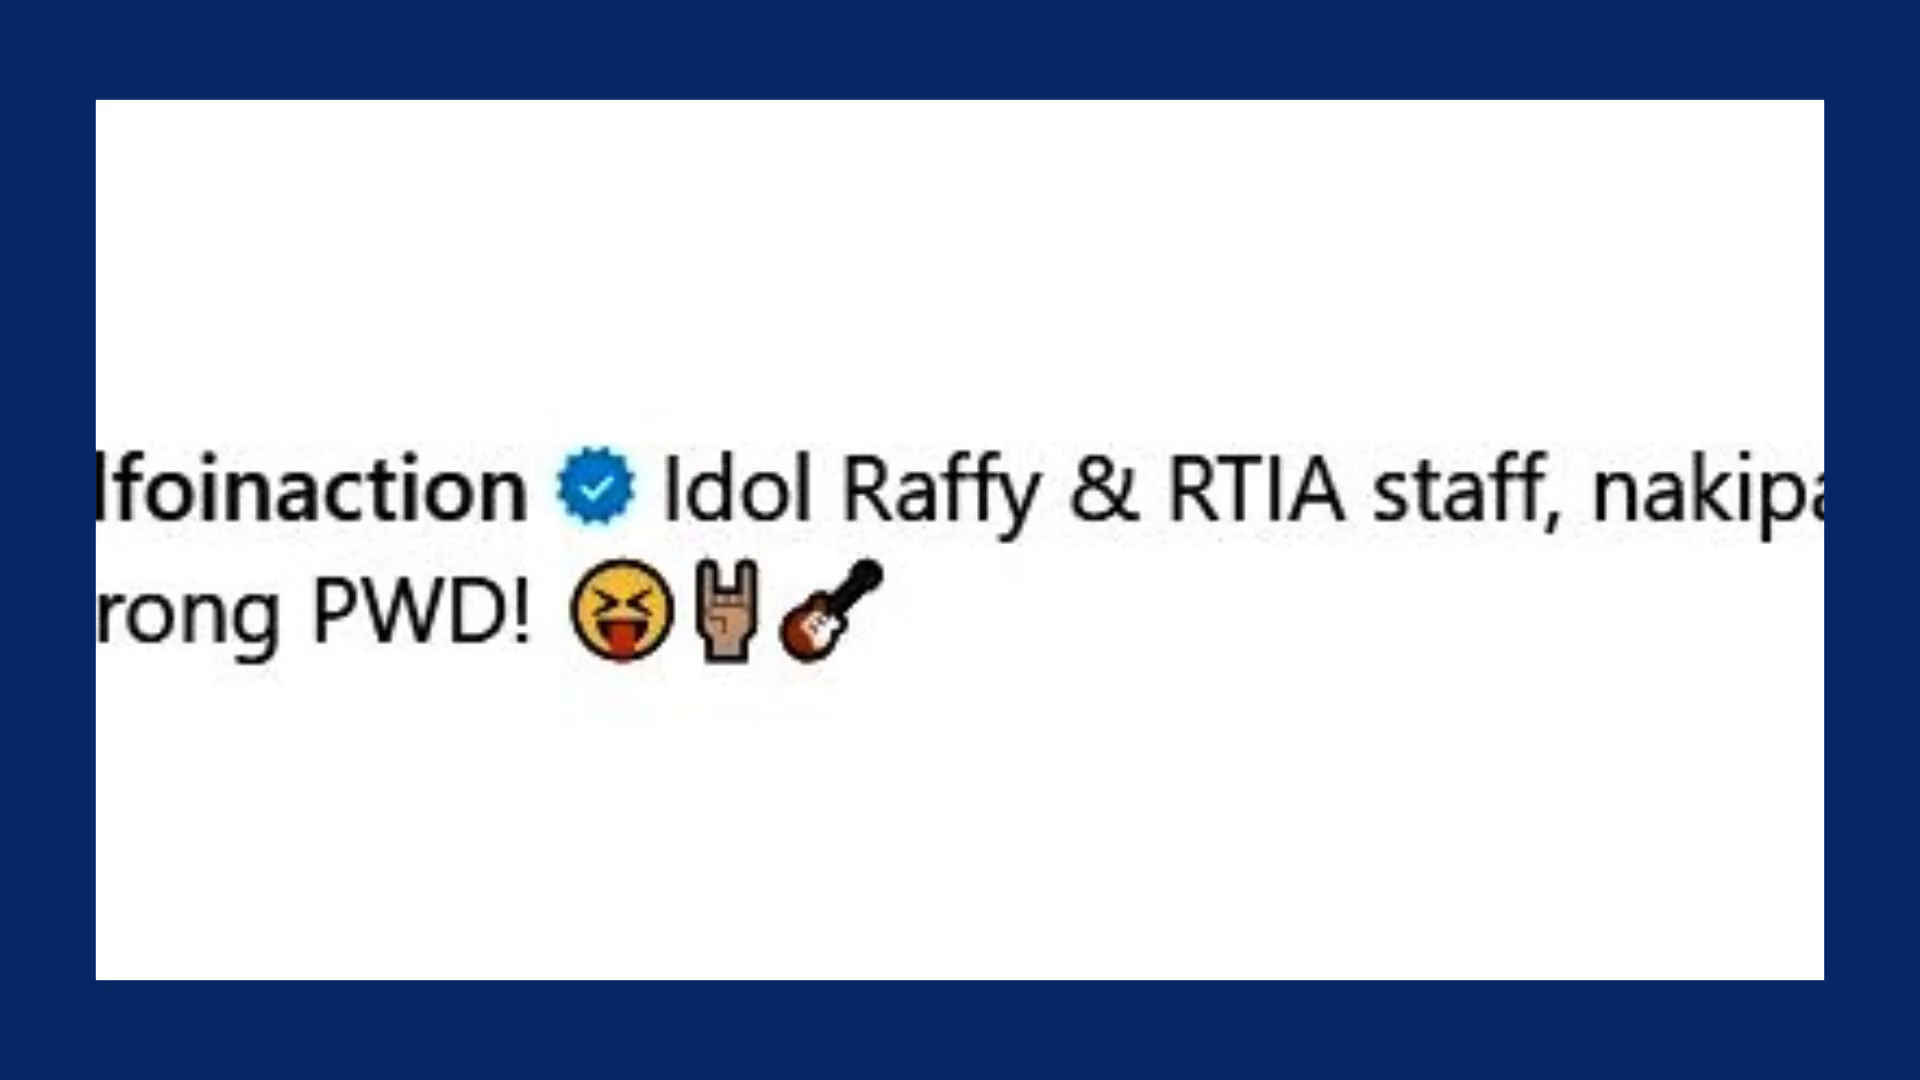 lfoinaction Idol Raffy & RTIA staff, nakipa
rong PWD! 😝🤘🏽🎸